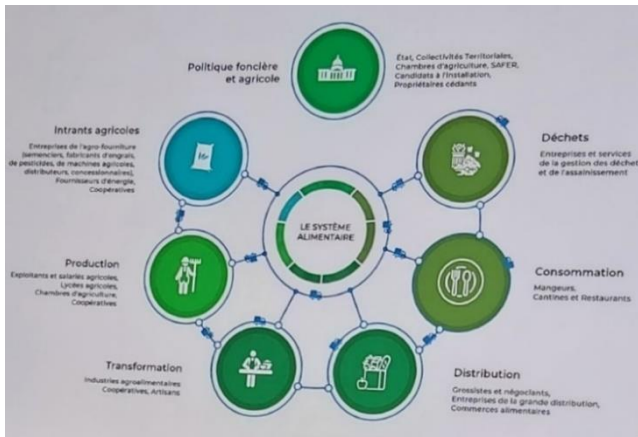 Politique foncière
et agricole
État, Collectivités Territoriales,
Chambres d'agriculture, SAFER,
Candidats à l'installation,
Propriétaires cédants
Intrants agricoles
Entreprises de l'agro-fourniture
(semenciers, fabricants d'engrais,
de pesticides, de machines agricoles,
distributeurs, concessionnaires),
Fournisseurs d'énergie,
Coopératives
Déchets
Entreprises et services
de la gestion des déchet
et de l'assainissement
LE SYSTÈME
ALIMENTAIRE
Production
Exploitants et salariés agricoles,
Lycées agricoles,
Chambres d'agriculture,
Coopératives
Consommation
Mangeurs,
Cantines et Restaurants
Transformation
Industries agroalimentaires
Coopératives, Artisans
Distribution
Grossistes et négociants,
Entreprises de la grande distribution,
Commerces alimentaires